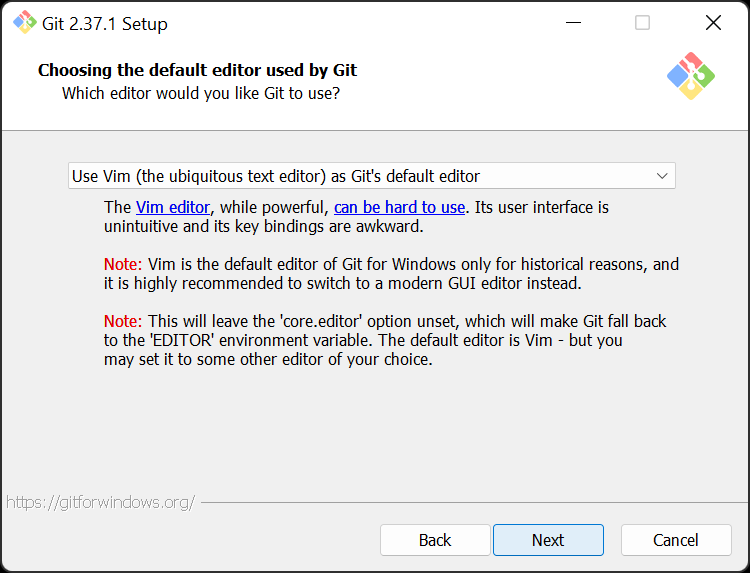 Git 2.37.1 Setup
Choosing the default editor used by Git
Which editor would you like Git to use?
Use Vim (the ubiquitous text editor) as Git's default editor
The Vim editor, while powerful, can be hard to use. Its user interface is
unintuitive and its key bindings are awkward.
Note: Vim is the default editor of Git for Windows only for historical reasons, and
it is highly recommended to switch to a modern GUI editor instead.
Note: This will leave the 'core.editor' option unset, which will make Git fall back
to the 'EDITOR' environment variable. The default editor is Vim - but you
may set it to some other editor of your choice.
https://gitforwindows.org/
Back
Next
Cancel